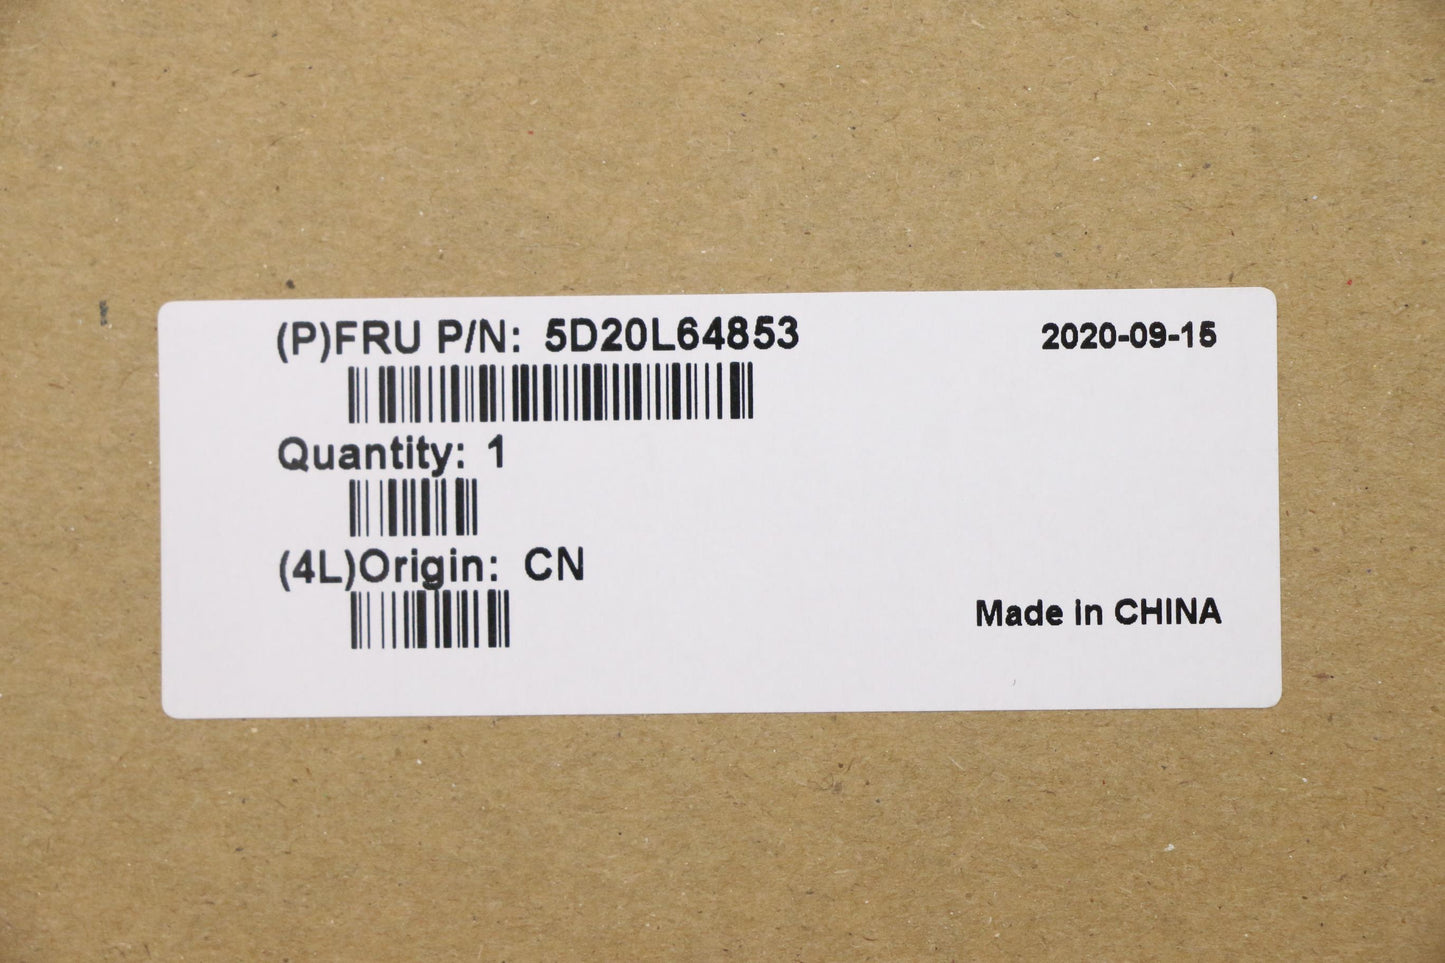 (P)FRU P/N: 5D20L64853
2020-09-15
Quantity: 1
(4L)Origin: CN
Made in CHINA